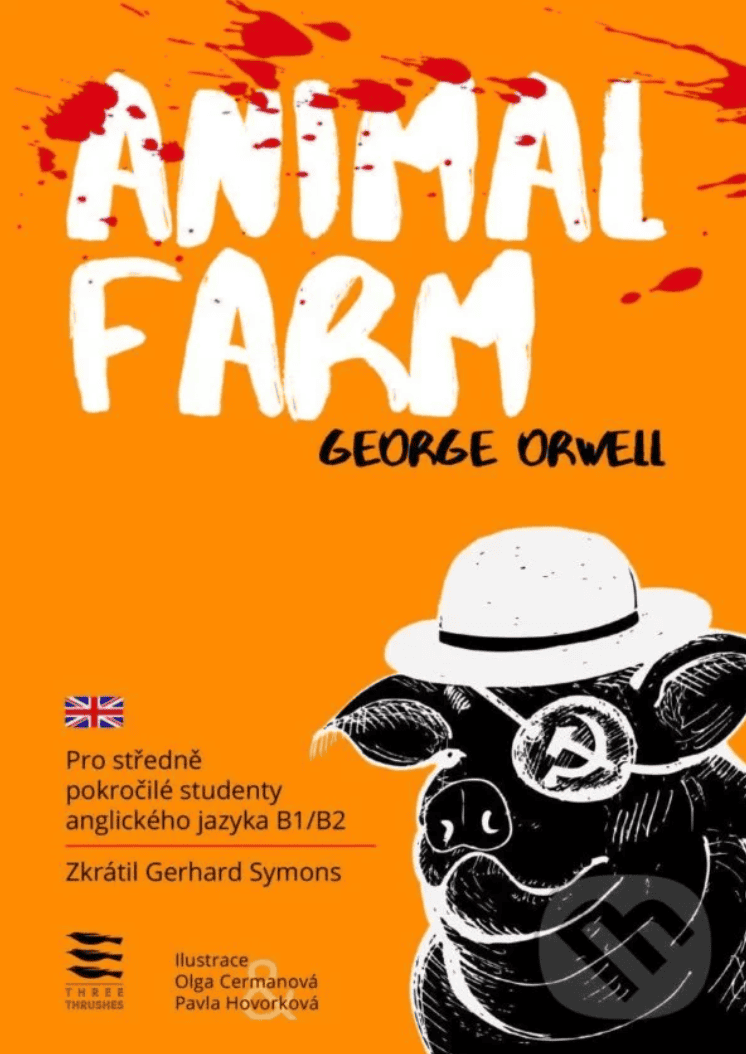 ANIMAL
FARM
GEORGE ORWELL
Pro středně
pokročilé studenty
anglického jazyka B1/B2
Zkrátil Gerhard Symons
THREE
THRUSHES
Ilustrace
&
Olga Cermanová
Pavla Hovorková